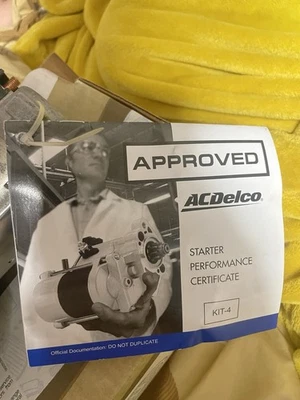 APPROVED
ACDelco
STARTER
PERFORMANCE
CERTIFICATE
KIT-4
Official Documentation: DO NOT DUPLICATE